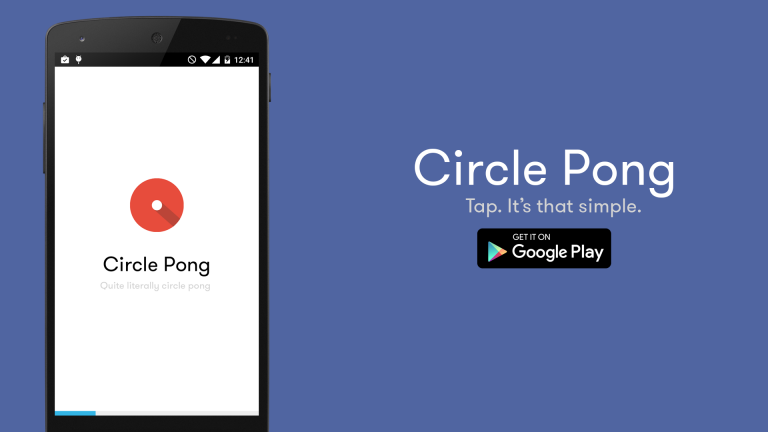 12:41
Circle Pong
Quite literally circle pong
Circle Pong
Tap. It's that simple.
GET IT ON
Google Play